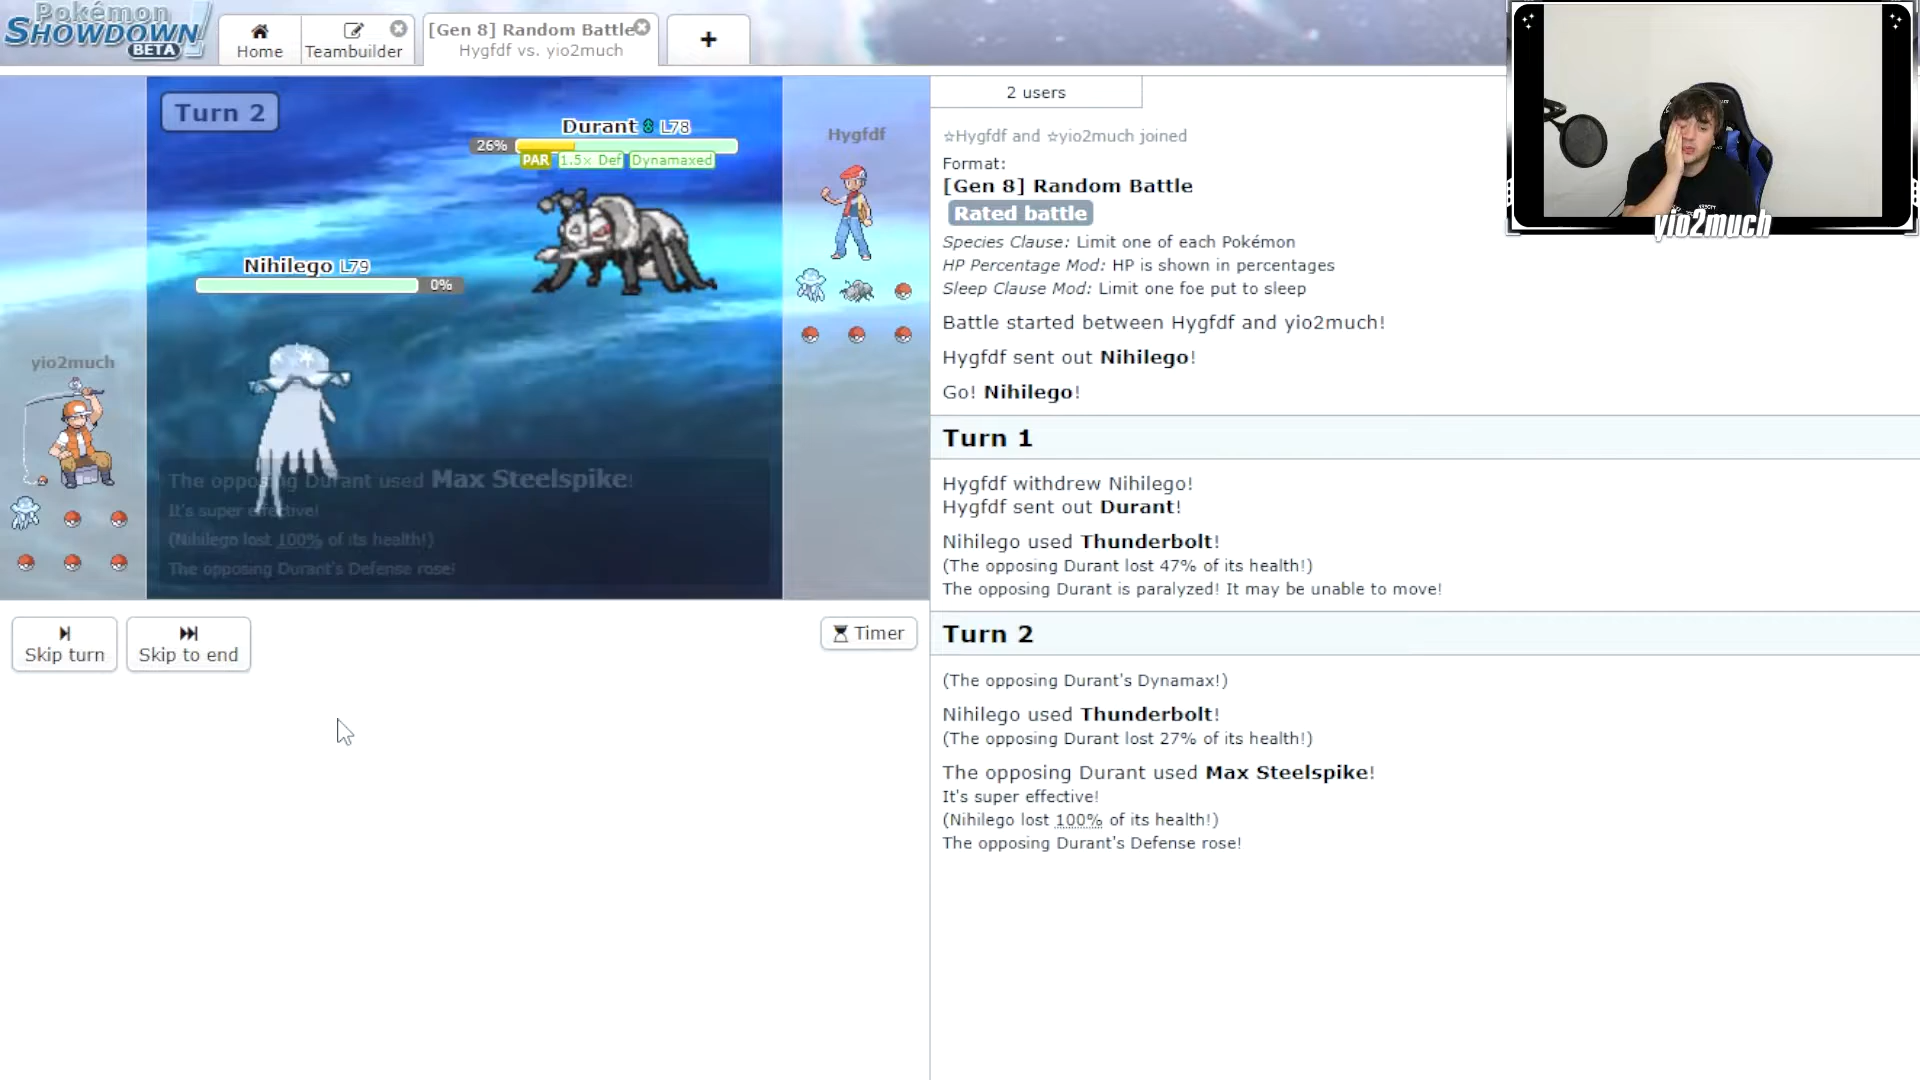 Pokémon
SHOWDOWN!
BETA
Home
Teambuilder
[Gen 8] Random Battle
Hygfdf vs. yio2much
+
Turn 2
Durant L78
26%
PAR 1.5× Def Dynamaxed
Nihilego L79
0%
The opposing Durant used Max Steelspike!
It's super effective!
(Nihilego lost 100% of its health!)
The opposing Durant's Defense rose!
Hygfdf
yio2much
Skip turn
Skip to end
Timer
2 users
☆Hygfdf and ☆yio2much joined
Format:
[Gen 8] Random Battle
Rated battle
Species Clause: Limit one of each Pokémon
HP Percentage Mod: HP is shown in percentages
Sleep Clause Mod: Limit one foe put to sleep
Battle started between Hygfdf and yio2much!
Hygfdf sent out Nihilego!
Go! Nihilego!
Turn 1
Hygfdf withdrew Nihilego!
Hygfdf sent out Durant!
Nihilego used Thunderbolt!
(The opposing Durant lost 47% of its health!)
The opposing Durant is paralyzed! It may be unable to move!
Turn 2
(The opposing Durant's Dynamax!)
Nihilego used Thunderbolt!
(The opposing Durant lost 27% of its health!)
The opposing Durant used Max Steelspike!
It's super effective!
(Nihilego lost 100% of its health!)
The opposing Durant's Defense rose!
yio2much